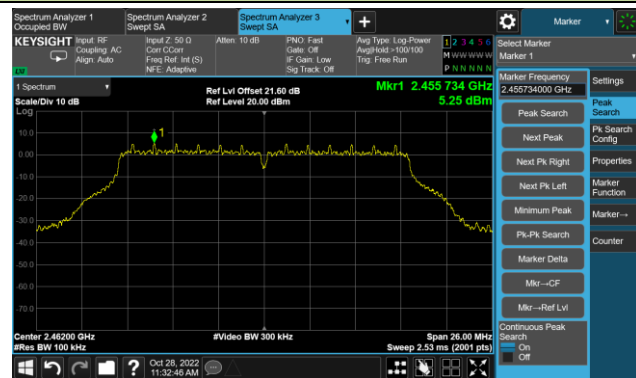 Spectrum Analyzer 1
Occupied BW
Spectrum Analyzer 2
Swept SA
Spectrum Analyzer 3
Swept SA
Marker
KEYSIGHT
Input: RF
Coupling: AC
Align: Auto
Input Z: 50 Ω
Corr CCorr
Freq Ref: Int (S)
NFE: Adaptive
Atten: 10 dB
PNO: Fast
Gate: Off
IF Gain: Low
Sig Track: Off
Avg Type: Log-Power
Avg|Hold:>100/100
Trig: Free Run
1 2 3 4 5 6
M W W W W W
P N N N N N
Select Marker
Marker 1
1 Spectrum
Scale/Div 10 dB
Ref Lvl Offset 21.60 dB
Ref Level 20.00 dBm
Mkr1 2.455 734 GHz
5.25 dBm
Log
1
10.0
0.00
-10.0
-20.0
-30.0
-40.0
-50.0
-60.0
-70.0
Center 2.46200 GHz
#Res BW 100 kHz
#Video BW 300 kHz
Span 26.00 MHz
Sweep 2.53 ms (2001 pts)
Marker Frequency
2.455734000 GHz
Peak Search
Next Peak
Next Pk Right
Next Pk Left
Minimum Peak
Pk-Pk Search
Marker Delta
Mkr→CF
Mkr→Ref Lvl
Continuous Peak
Search
On
Off
Settings
Peak
Search
Pk Search
Config
Properties
Marker
Function
Marker→
Counter
?
Oct 28, 2022
11:32:46 AM